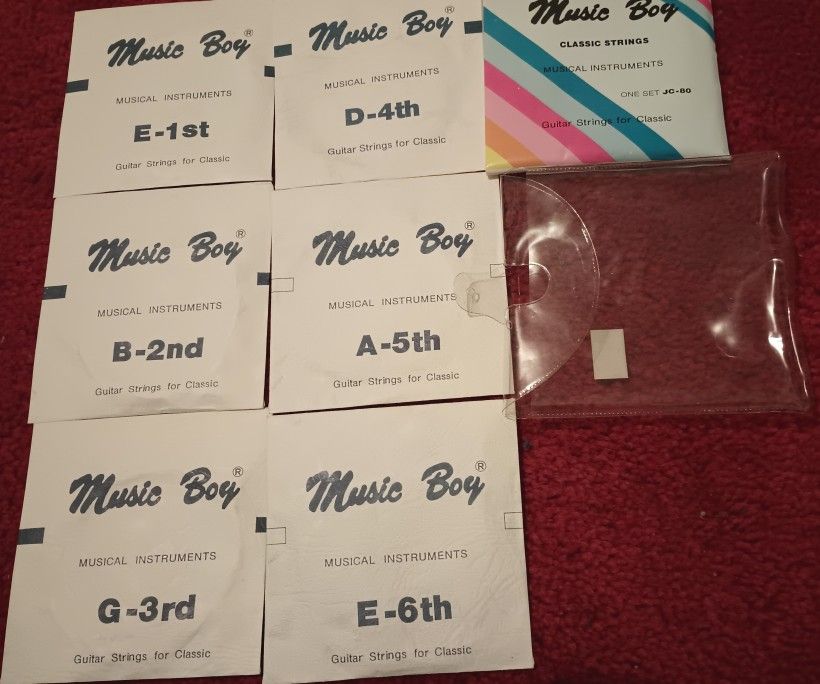 Music Boy®
MUSICAL INSTRUMENTS
E-1st
Guitar Strings for Classic
Music Boy®
MUSICAL INSTRUMENTS
D-4th
Guitar Strings for Classic
Music Boy
CLASSIC STRINGS
MUSICAL INSTRUMENTS
ONE SET JC-80
Guitar Strings for Classic
Music Boy®
MUSICAL INSTRUMENTS
B-2nd
Guitar Strings for Classic
Music Boy®
MUSICAL INSTRUMENTS
A-5th
Guitar Strings for Classic
Music Boy®
MUSICAL INSTRUMENTS
G-3rd
Guitar Strings for Classic
Music Boy®
MUSICAL INSTRUMENTS
E-6th
Guitar Strings for Classic